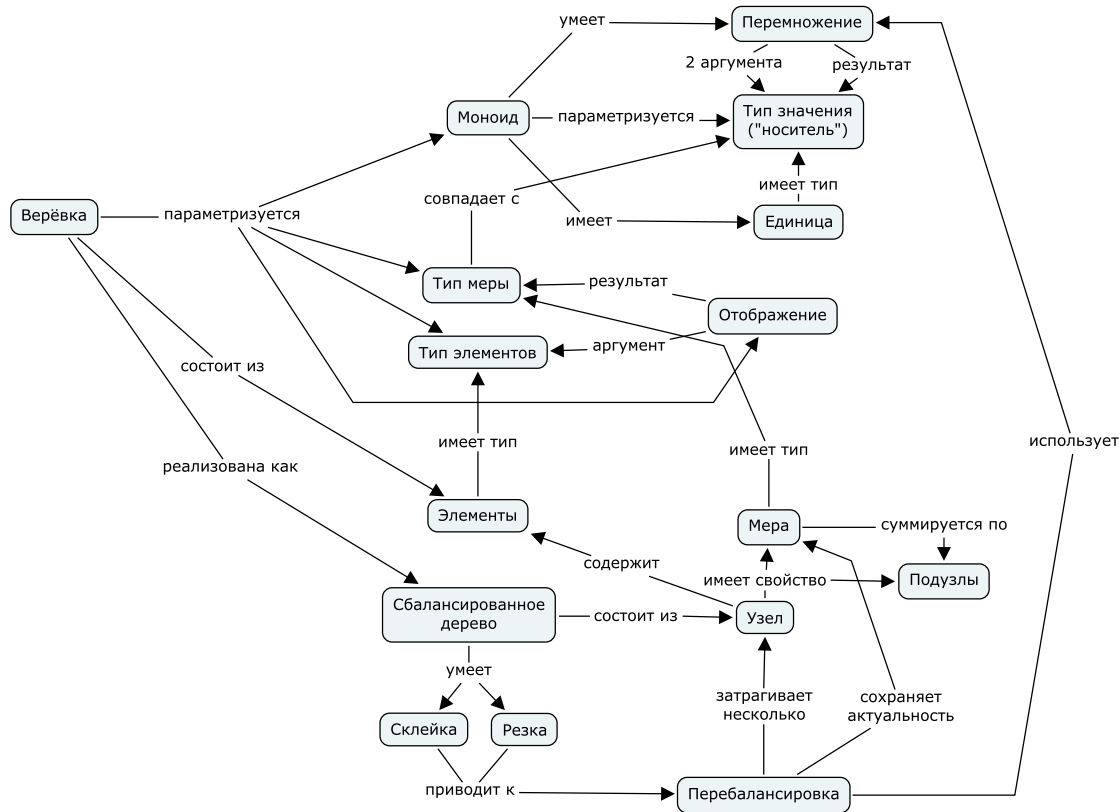 умеет
Перемножение
2 аргумента
результат
Моноид
параметризуется
Тип значения
("носитель")
имеет тип
совпадает с
Верёвка
параметризуется
имеет
Единица
Тип меры
результат
Отображение
Тип элементов
аргумент
состоит из
имеет тип
имеет тип
использует
реализована как
Элементы
Мера
суммируется по
содержит
имеет свойство
Подузлы
Сбалансированное
дерево
состоит из
Узел
умеет
затрагивает
несколько
сохраняет
актуальность
Склейка
Резка
приводит к
Перебалансировка